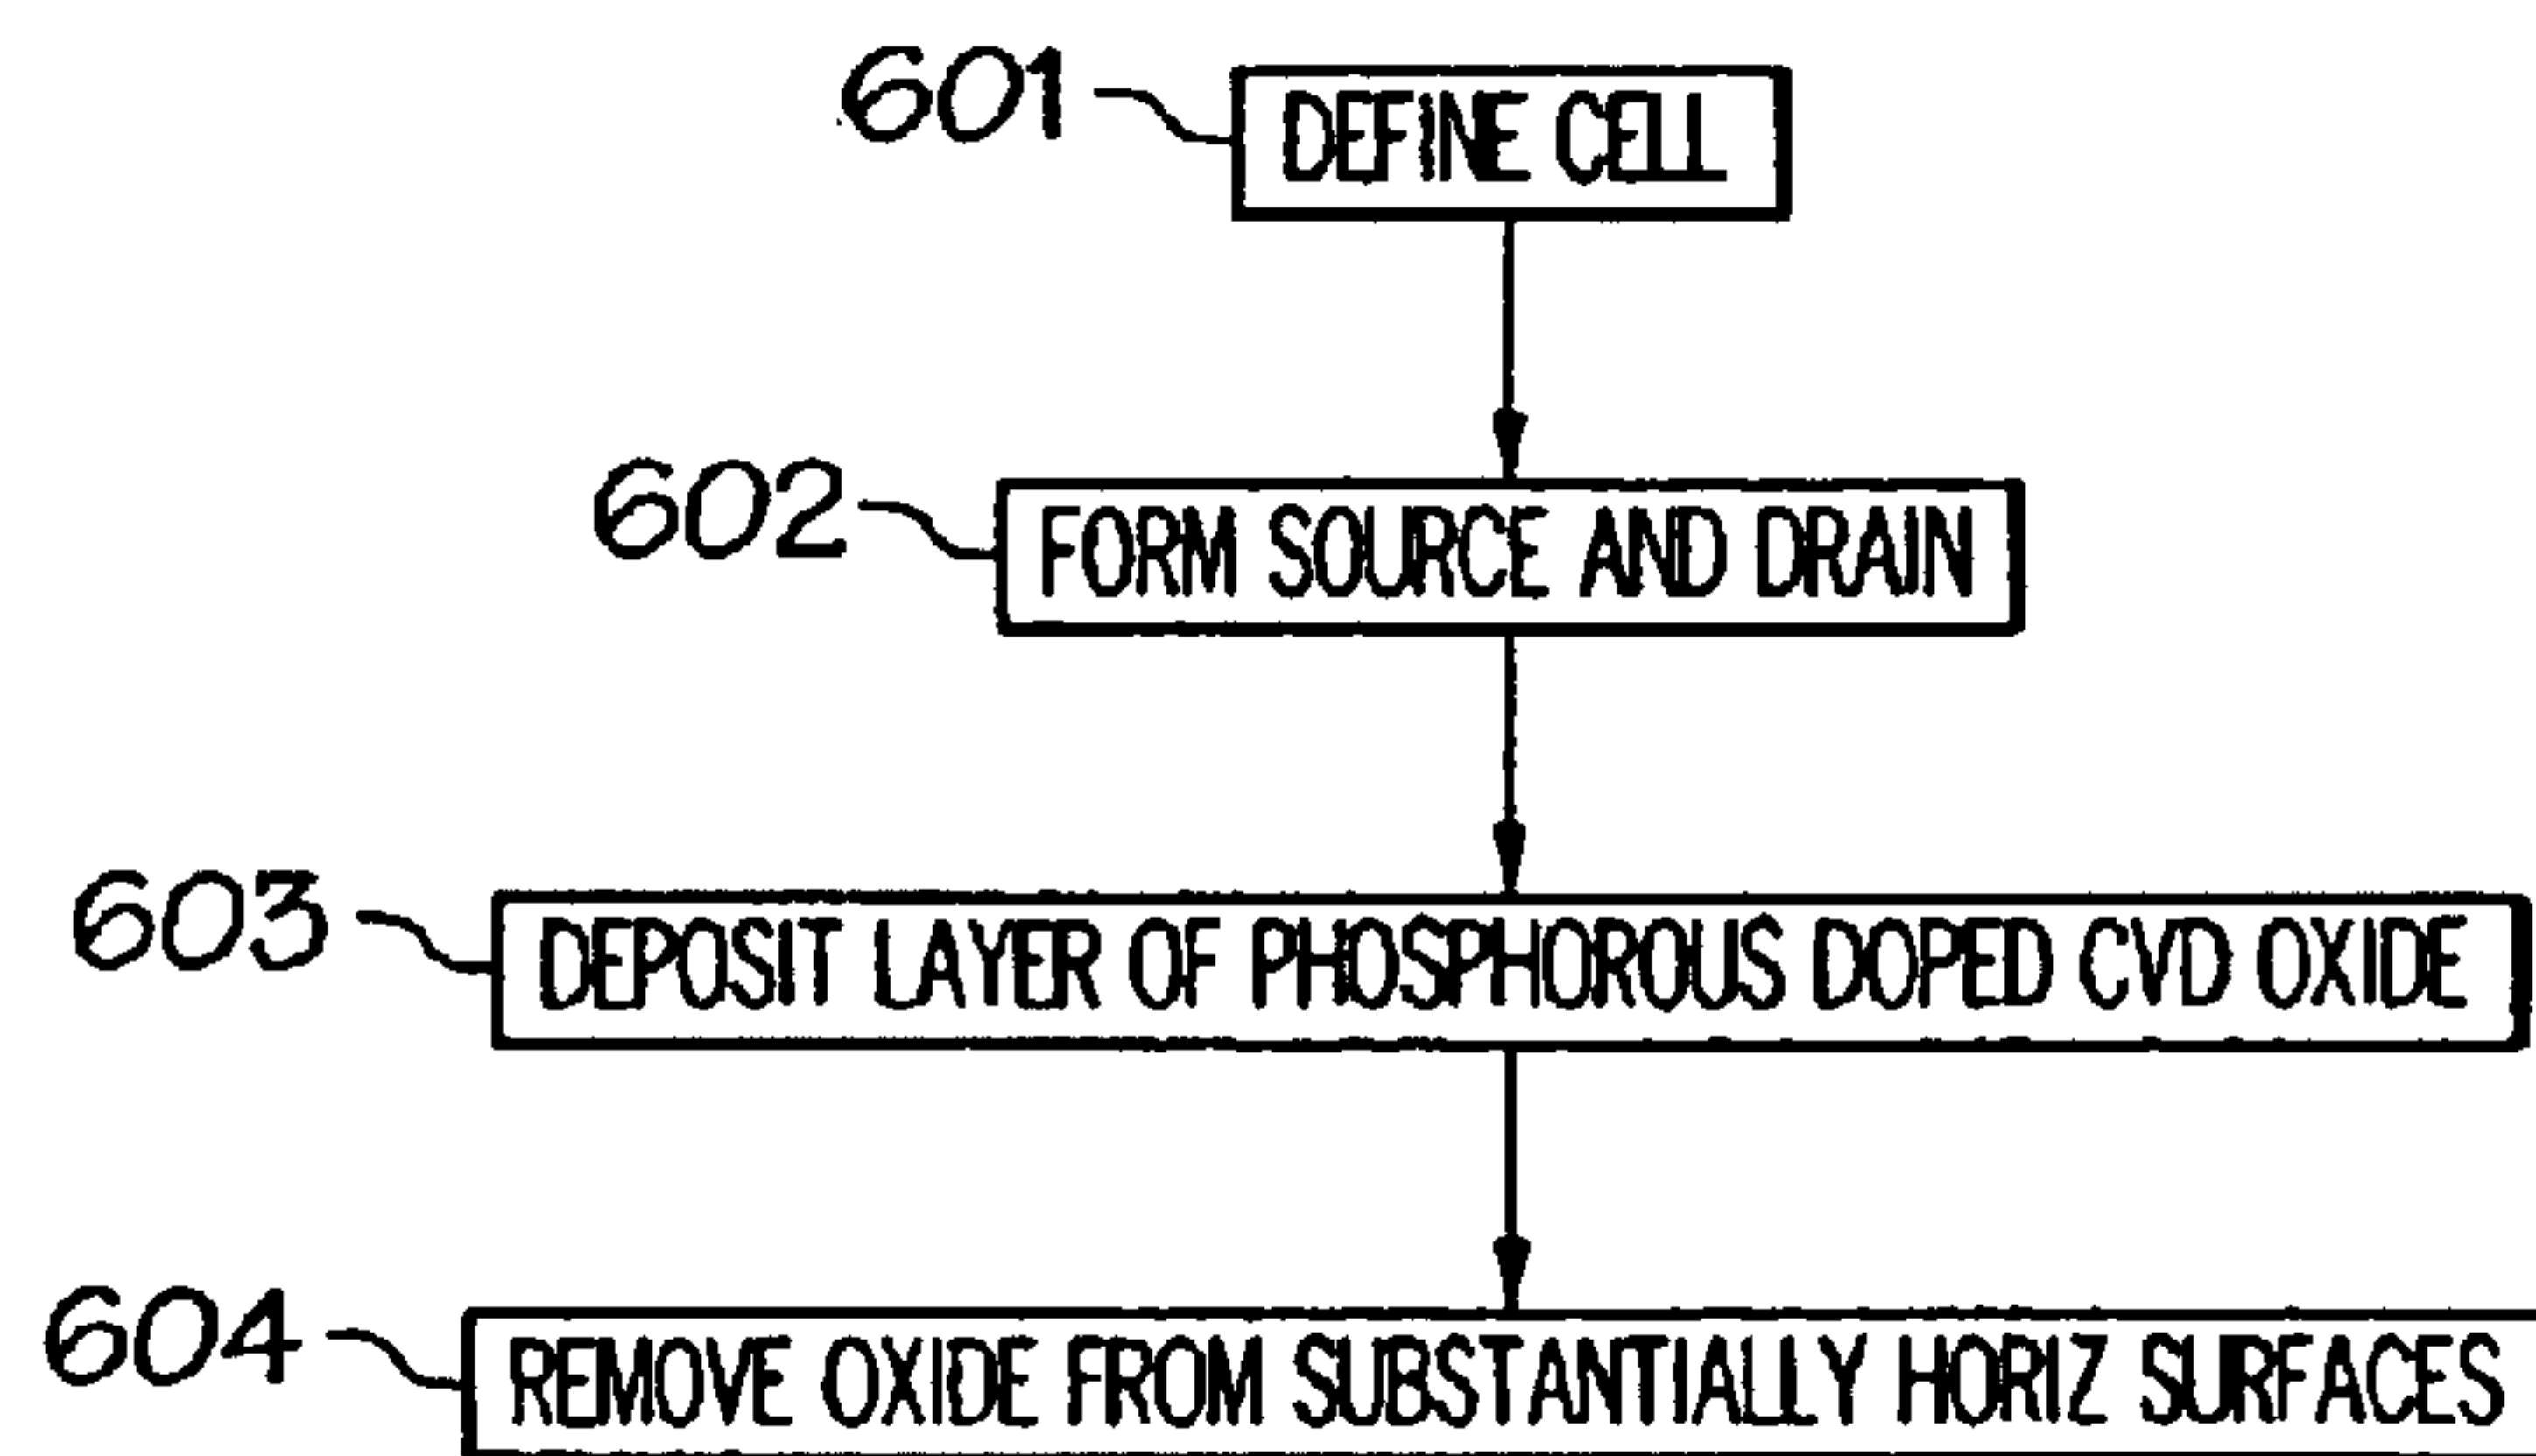 601 DEFINE CELL
602 FORM SOURCE AND DRAIN
603 DEPOSIT LAYER OF PHOSPHOROUS DOPED CVD OXIDE
604 REMOVE OXIDE FROM SUBSTANTIALLY HORIZ SURFACES